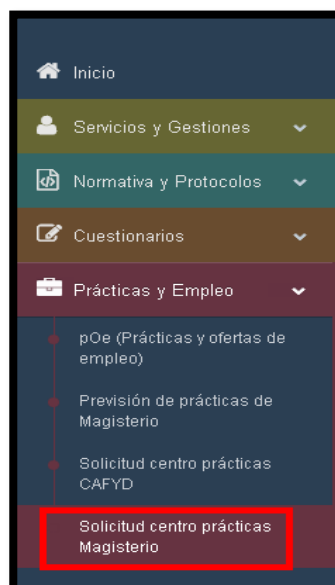 Inicio
Servicios y Gestiones
Normativa y Protocolos
Cuestionarios
Prácticas y Empleo
pOe (Prácticas y ofertas de
empleo)
Previsión de prácticas de
Magisterio
Solicitud centro prácticas
CAFYD
Solicitud centro prácticas
Magisterio